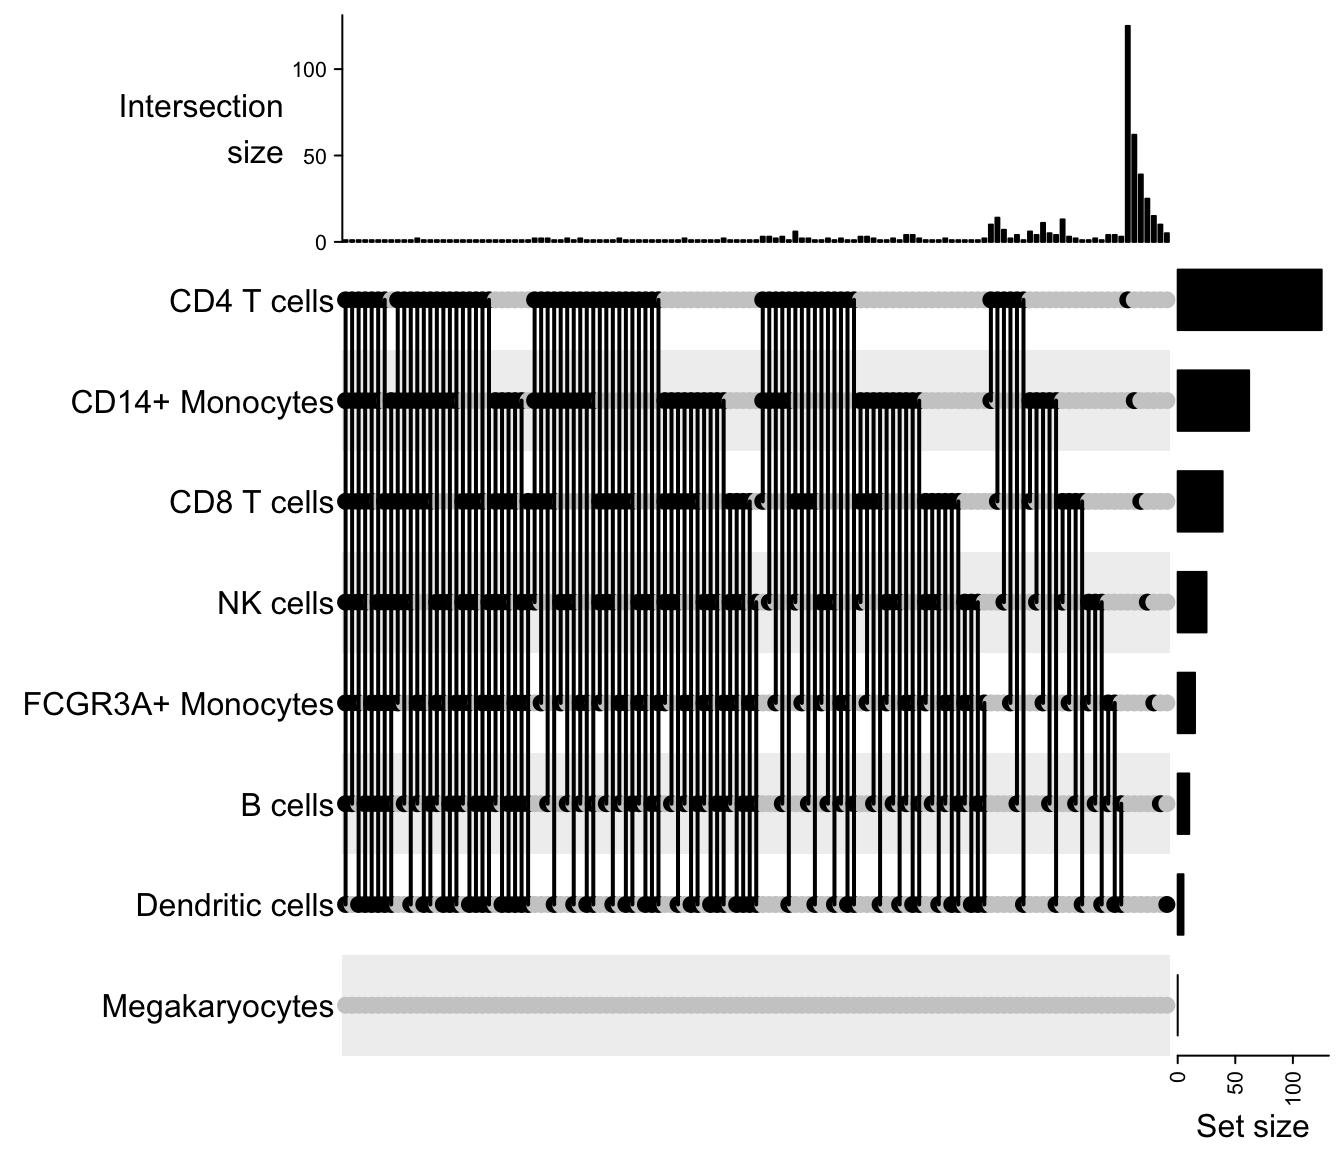 Intersection
size
100
50
0
CD4 T cells
CD14+ Monocytes
CD8 T cells
NK cells
FCGR3A+ Monocytes
B cells
Dendritic cells
Megakaryocytes
0
50
100
Set size